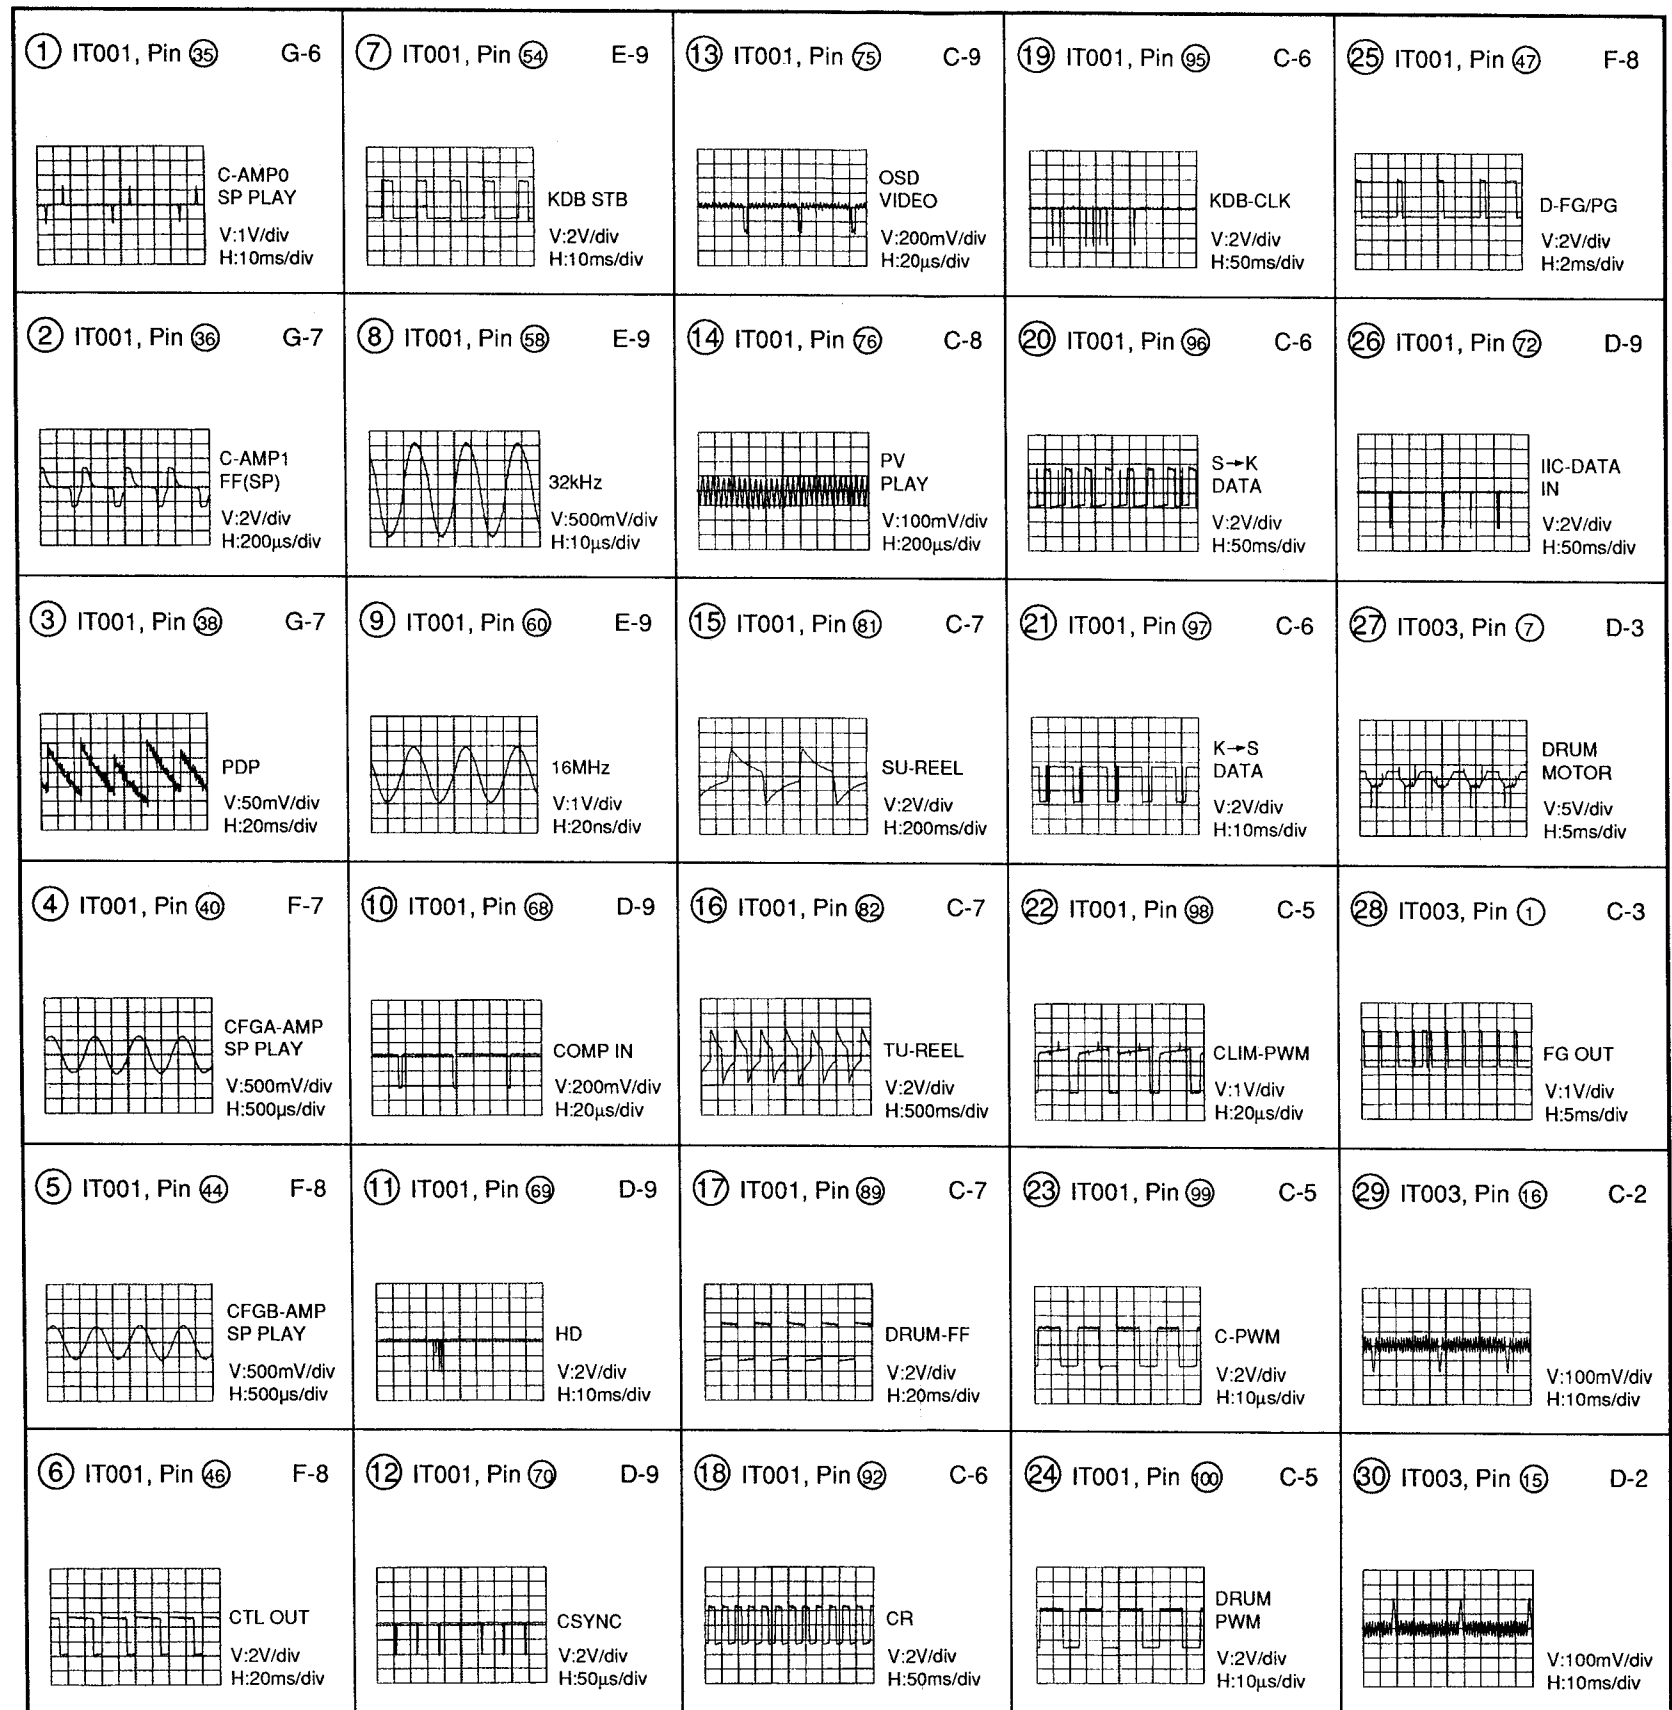 ① IT001, Pin ㉟ G-6
C-AMP0
SP PLAY
V:1V/div
H:10ms/div
② IT001, Pin ㊱ G-7
C-AMP1
FF(SP)
V:2V/div
H:200µs/div
③ IT001, Pin ㊳ G-7
PDP
V:50mV/div
H:20ms/div
④ IT001, Pin ㊵ F-7
CFGA-AMP
SP PLAY
V:500mV/div
H:500µs/div
⑤ IT001, Pin ㊹ F-8
CFGB-AMP
SP PLAY
V:500mV/div
H:500µs/div
⑥ IT001, Pin ㊻ F-8
CTL OUT
V:2V/div
H:20ms/div
⑦ IT001, Pin 54 E-9
KDB STB
V:2V/div
H:10ms/div
⑧ IT001, Pin 58 E-9
32kHz
V:500mV/div
H:10µs/div
⑨ IT001, Pin 60 E-9
16MHz
V:1V/div
H:20ns/div
⑩ IT001, Pin 68 D-9
COMP IN
V:200mV/div
H:20µs/div
⑪ IT001, Pin 69 D-9
HD
V:2V/div
H:10ms/div
⑫ IT001, Pin 70 D-9
CSYNC
V:2V/div
H:50µs/div
⑬ IT001, Pin 75 C-9
OSD
VIDEO
V:200mV/div
H:20µs/div
⑭ IT001, Pin 76 C-8
PV
PLAY
V:100mV/div
H:200µs/div
⑮ IT001, Pin 81 C-7
SU-REEL
V:2V/div
H:200ms/div
⑯ IT001, Pin 82 C-7
TU-REEL
V:2V/div
H:500ms/div
⑰ IT001, Pin 89 C-7
DRUM-FF
V:2V/div
H:20ms/div
⑱ IT001, Pin 92 C-6
CR
V:2V/div
H:50ms/div
⑲ IT001, Pin 95 C-6
KDB-CLK
V:2V/div
H:50ms/div
⑳ IT001, Pin 96 C-6
S→K
DATA
V:2V/div
H:50ms/div
㉑ IT001, Pin 97 C-6
K→S
DATA
V:2V/div
H:10ms/div
㉒ IT001, Pin 98 C-5
CLIM-PWM
V:1V/div
H:20µs/div
㉓ IT001, Pin 99 C-5
C-PWM
V:2V/div
H:10µs/div
㉔ IT001, Pin 100 C-5
DRUM
PWM
V:2V/div
H:10µs/div
㉕ IT001, Pin ㊼ F-8
D-FG/PG
V:2V/div
H:2ms/div
㉖ IT001, Pin 72 D-9
IIC-DATA
IN
V:2V/div
H:50ms/div
㉗ IT003, Pin ⑦ D-3
DRUM
MOTOR
V:5V/div
H:5ms/div
㉘ IT003, Pin ① C-3
FG OUT
V:1V/div
H:5ms/div
㉙ IT003, Pin ⑯ C-2
V:100mV/div
H:10ms/div
㉚ IT003, Pin ⑮ D-2
V:100mV/div
H:10ms/div